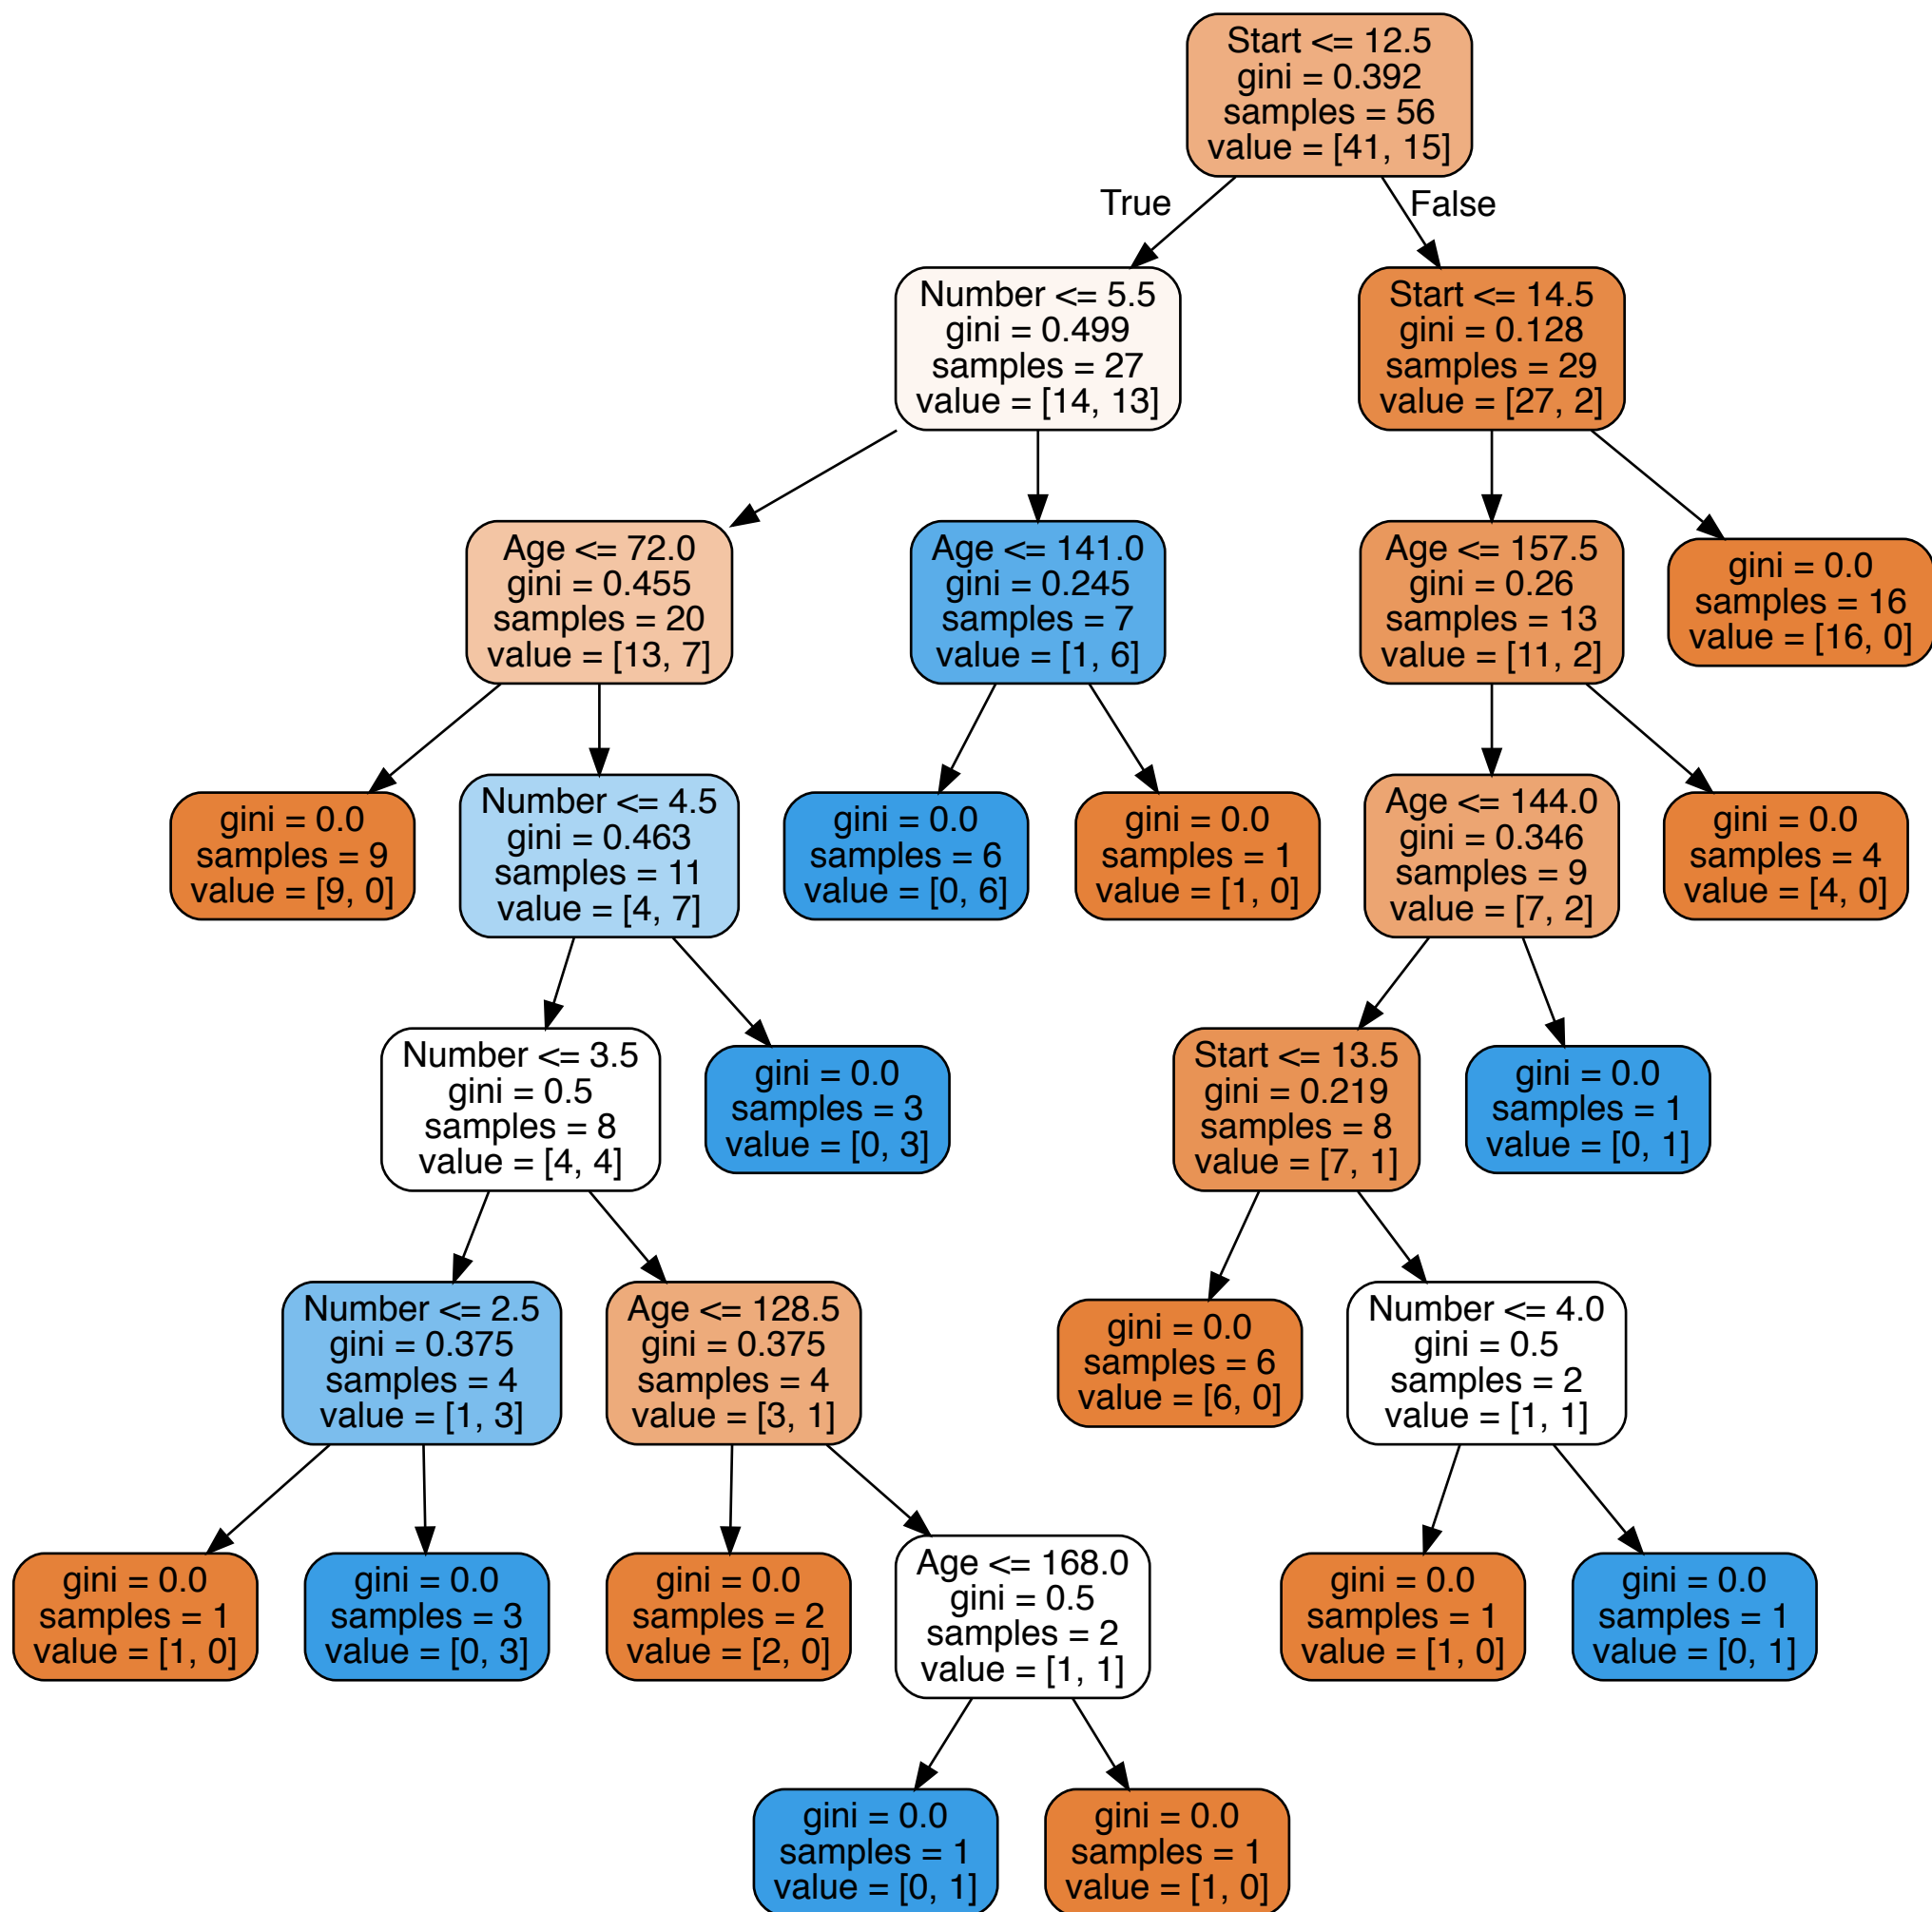 Start <= 12.5
gini = 0.392
samples = 56
value = [41, 15]
True
False
Number <= 5.5
gini = 0.499
samples = 27
value = [14, 13]
Start <= 14.5
gini = 0.128
samples = 29
value = [27, 2]
Age <= 72.0
gini = 0.455
samples = 20
value = [13, 7]
Age <= 141.0
gini = 0.245
samples = 7
value = [1, 6]
Age <= 157.5
gini = 0.26
samples = 13
value = [11, 2]
gini = 0.0
samples = 16
value = [16, 0]
gini = 0.0
samples = 9
value = [9, 0]
Number <= 4.5
gini = 0.463
samples = 11
value = [4, 7]
gini = 0.0
samples = 6
value = [0, 6]
gini = 0.0
samples = 1
value = [1, 0]
Age <= 144.0
gini = 0.346
samples = 9
value = [7, 2]
gini = 0.0
samples = 4
value = [4, 0]
Number <= 3.5
gini = 0.5
samples = 8
value = [4, 4]
gini = 0.0
samples = 3
value = [0, 3]
Start <= 13.5
gini = 0.219
samples = 8
value = [7, 1]
gini = 0.0
samples = 1
value = [0, 1]
Number <= 2.5
gini = 0.375
samples = 4
value = [1, 3]
Age <= 128.5
gini = 0.375
samples = 4
value = [3, 1]
gini = 0.0
samples = 6
value = [6, 0]
Number <= 4.0
gini = 0.5
samples = 2
value = [1, 1]
gini = 0.0
samples = 1
value = [1, 0]
gini = 0.0
samples = 3
value = [0, 3]
gini = 0.0
samples = 2
value = [2, 0]
Age <= 168.0
gini = 0.5
samples = 2
value = [1, 1]
gini = 0.0
samples = 1
value = [1, 0]
gini = 0.0
samples = 1
value = [0, 1]
gini = 0.0
samples = 1
value = [0, 1]
gini = 0.0
samples = 1
value = [1, 0]